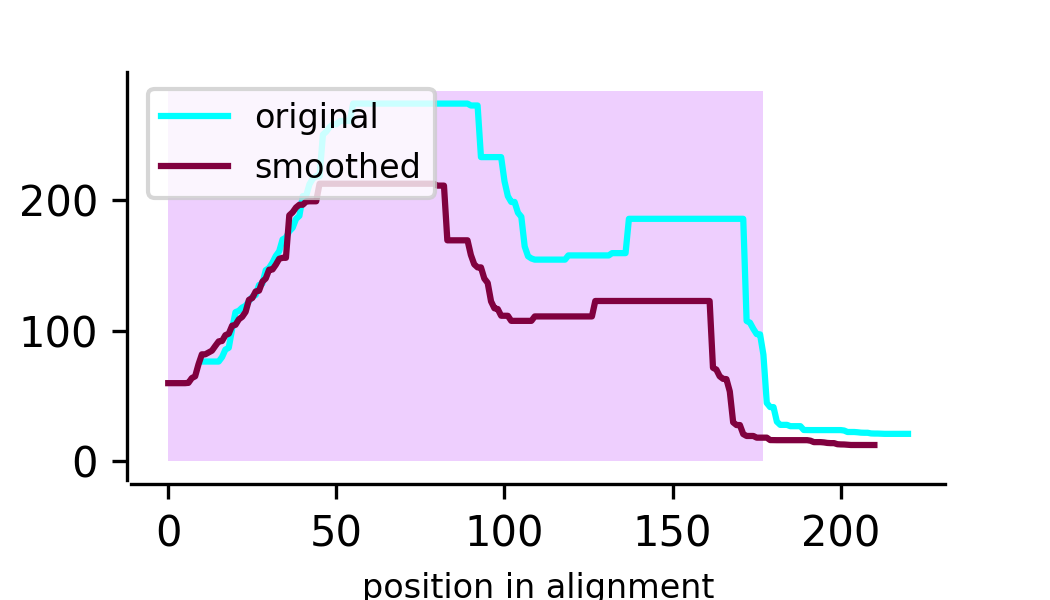 original
smoothed
200
100
0
0 50 100 150 200
position in alignment